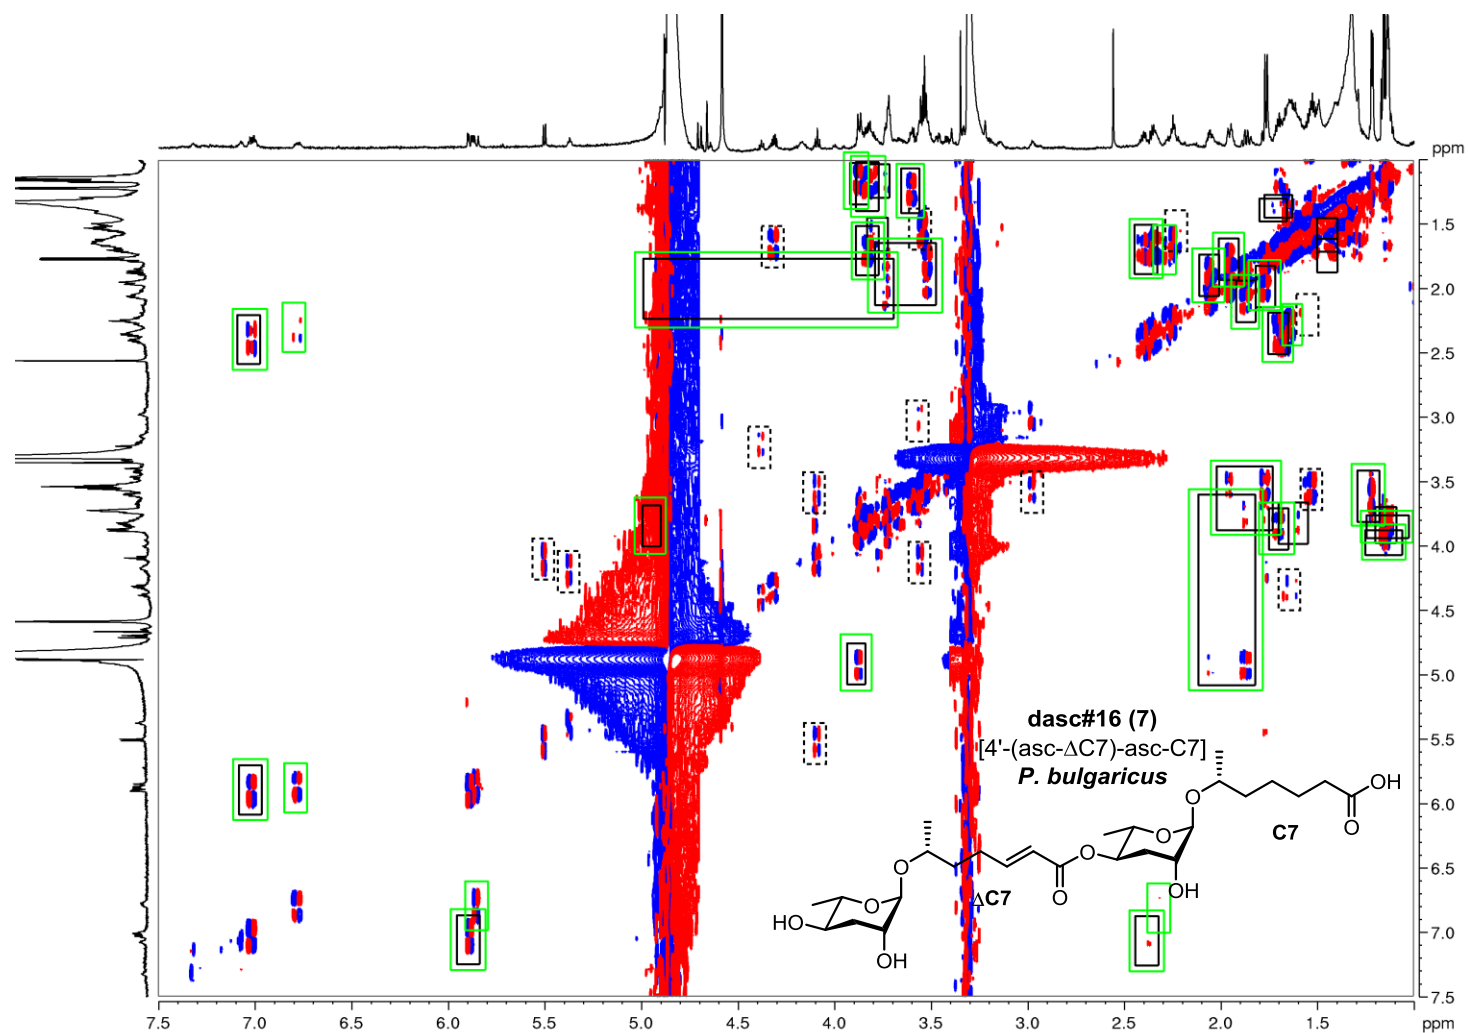 ppm
1.5
2.0
2.5
3.0
3.5
4.0
4.5
5.0
5.5
6.0
6.5
7.0
7.5
dasc#16 (7)
[4'-(asc-ΔC7)-asc-C7]
P. bulgaricus
OH
O
O
C7
O
O
O
O
OH
ΔC7
O
O
HO
OH
7.5 7.0 6.5 6.0 5.5 5.0 4.5 4.0 3.5 3.0 2.5 2.0 1.5 ppm